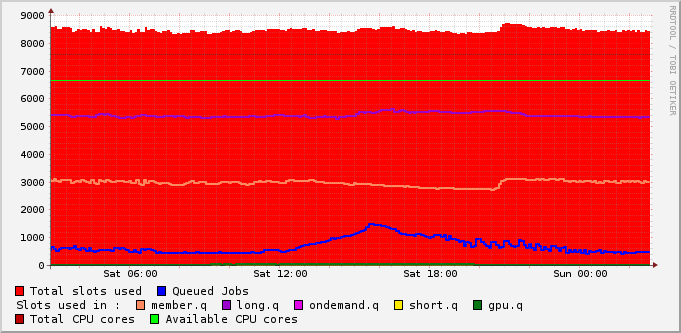 RRDTOOL / TOBI OETIKER
9000
8000
7000
6000
5000
4000
3000
2000
1000
0
Sat 06:00 Sat 12:00 Sat 18:00 Sun 00:00
Total slots used Queued Jobs
Slots used in : member.q long.q ondemand.q short.q gpu.q
Total CPU cores Available CPU cores